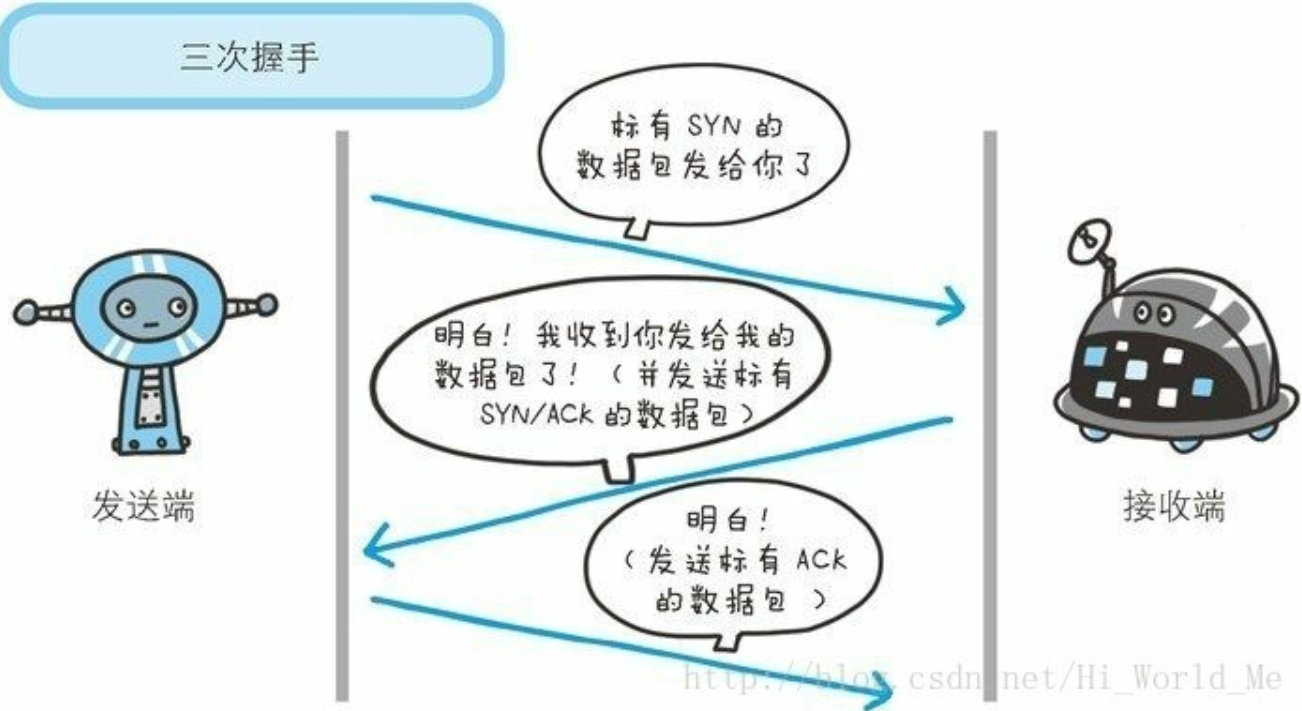 三次握手
标有 SYN 的
数据包发给你了
明白！我收到你发给我的
数据包了！（并发送标有
SYN/ACK 的数据包）
发送端
接收端
明白！
（发送标有 ACK
的数据包）
http://blog.csdn.net/Hi_World_Me